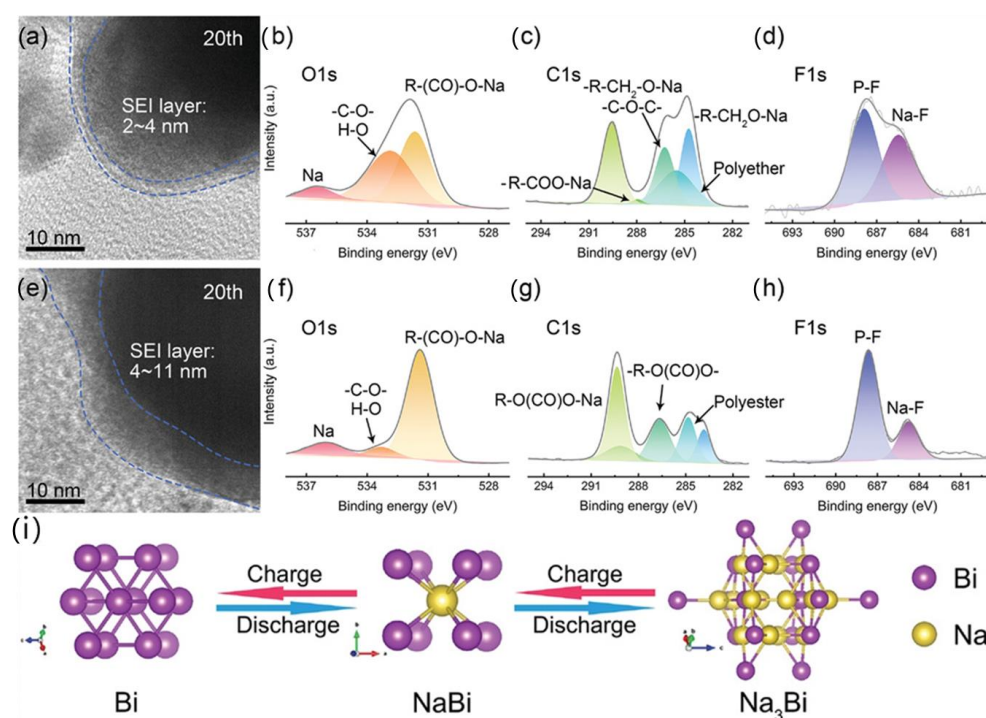 (a)
20th
SEI layer:
2~4 nm
10 nm
(b)
O1s
R-(CO)-O-Na
-C-O-
H-O
Na
Intensity (a.u.)
537 534 531 528
Binding energy (eV)
(c)
C1s
-R-CH₂-O-Na
-C-O-C-
-R-CH₂O-Na
-R-COO-Na
Polyether
294 291 288 285 282
Binding energy (eV)
(d)
F1s
P-F
Na-F
693 690 687 684 681
Binding energy (eV)
(e)
20th
SEI layer:
4~11 nm
10 nm
(f)
O1s
R-(CO)-O-Na
-C-O-
H-O
Na
Intensity (a.u.)
537 534 531 528
Binding energy (eV)
(g)
C1s
-R-O(CO)O-
R-O(CO)O-Na
Polyester
294 291 288 285 282
Binding energy (eV)
(h)
F1s
P-F
Na-F
693 690 687 684 681
Binding energy (eV)
(i)
Charge
Discharge
Charge
Discharge
Bi
Na
Bi
NaBi
Na₃Bi